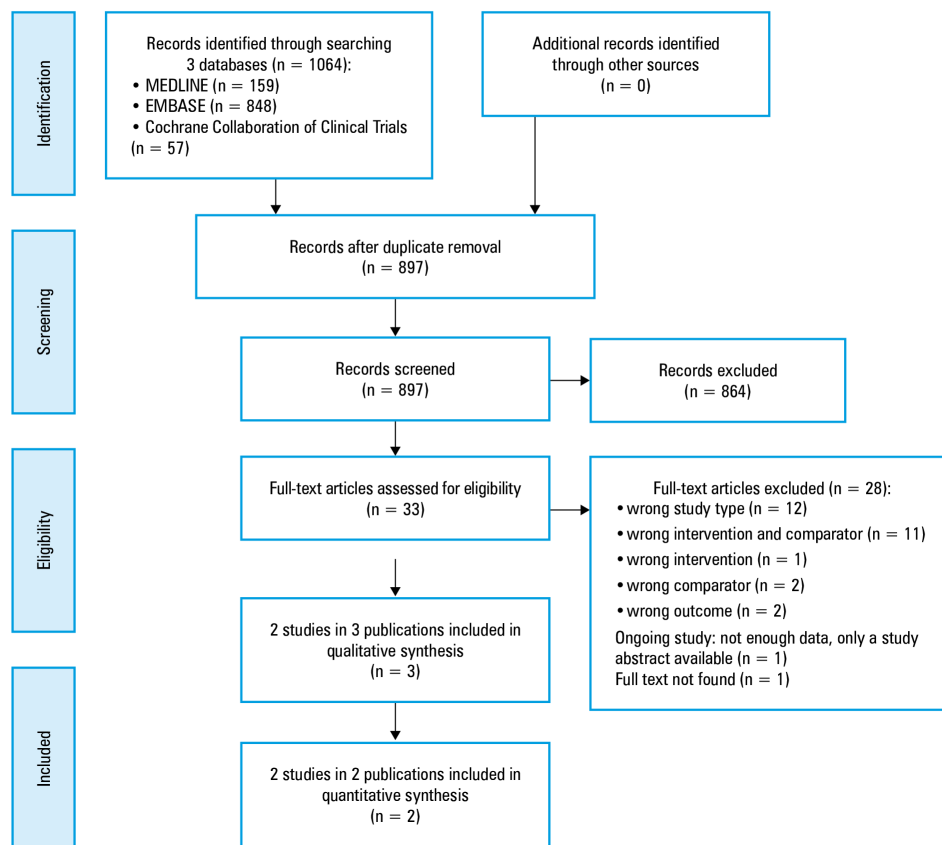 Identification
Records identified through searching
3 databases (n = 1064):
• MEDLINE (n = 159)
• EMBASE (n = 848)
• Cochrane Collaboration of Clinical Trials
(n = 57)
Additional records identified
through other sources
(n = 0)
Records after duplicate removal
(n = 897)
Screening
Records screened
(n = 897)
Records excluded
(n = 864)
Eligibility
Full-text articles assessed for eligibility
(n = 33)
Full-text articles excluded (n = 28):
• wrong study type (n = 12)
• wrong intervention and comparator (n = 11)
• wrong intervention (n = 1)
• wrong comparator (n = 2)
• wrong outcome (n = 2)
Ongoing study: not enough data, only a study
abstract available (n = 1)
Full text not found (n = 1)
2 studies in 3 publications included in
qualitative synthesis
(n = 3)
Included
2 studies in 2 publications included in
quantitative synthesis
(n = 2)